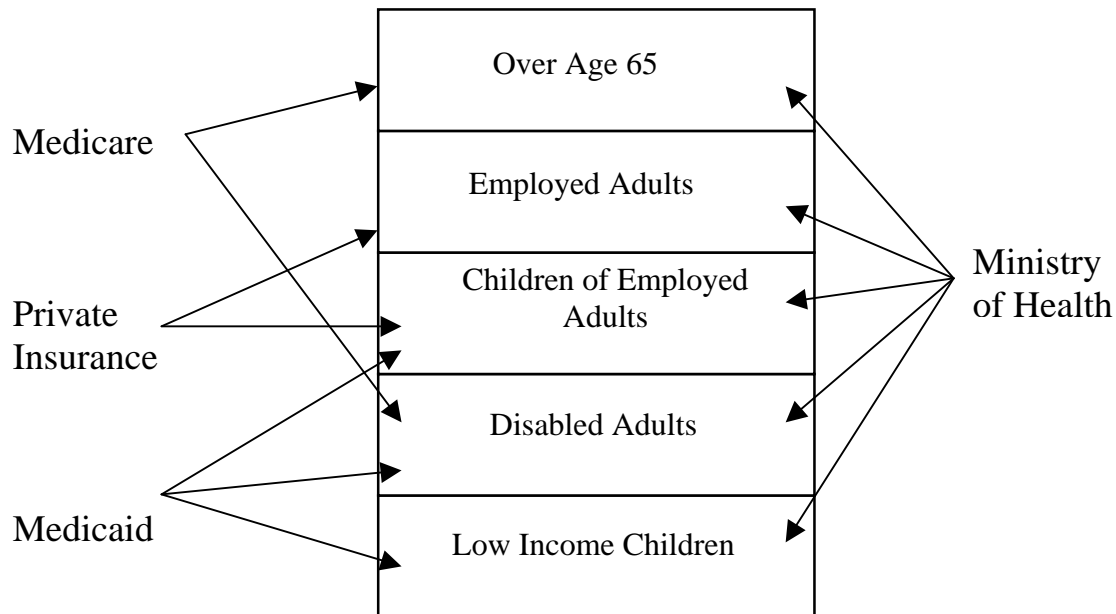 Over Age 65
Medicare
Employed Adults
Children of Employed
Adults
Ministry
of Health
Private
Insurance
Disabled Adults
Medicaid
Low Income Children